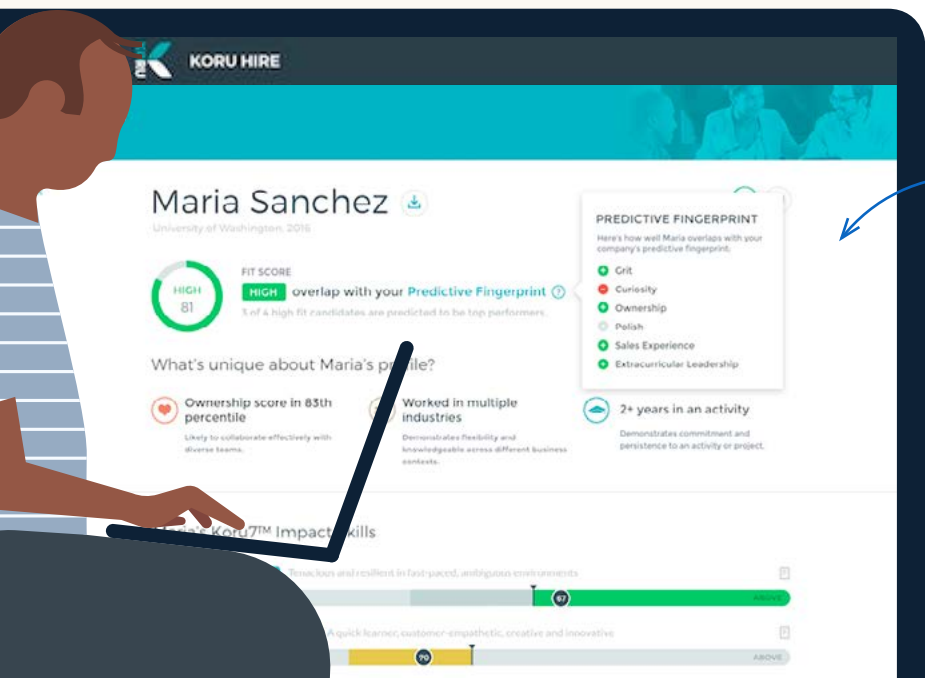 KORU HIRE
Maria Sanchez
University of Washington, 2016
HIGH
81
FIT SCORE
HIGH overlap with your Predictive Fingerprint ?
3 of 4 high fit candidates are predicted to be top performers.
PREDICTIVE FINGERPRINT
Here's how well Maria overlaps with your
company's predictive fingerprint:
Grit
Curiosity
Ownership
Polish
Sales Experience
Extracurricular Leadership
What's unique about Maria's profile?
Ownership score in 83th
percentile
Likely to collaborate effectively with
diverse teams.
Worked in multiple
industries
Demonstrates flexibility and
knowledgeable across different business
contexts.
2+ years in an activity
Demonstrates commitment and
persistence to an activity or project.
Maria's Koru7™ Impact Skills
Tenacious and resilient in fast-paced, ambiguous environments
67
ABOVE
A quick learner, customer-empathetic, creative and innovative
70
ABOVE